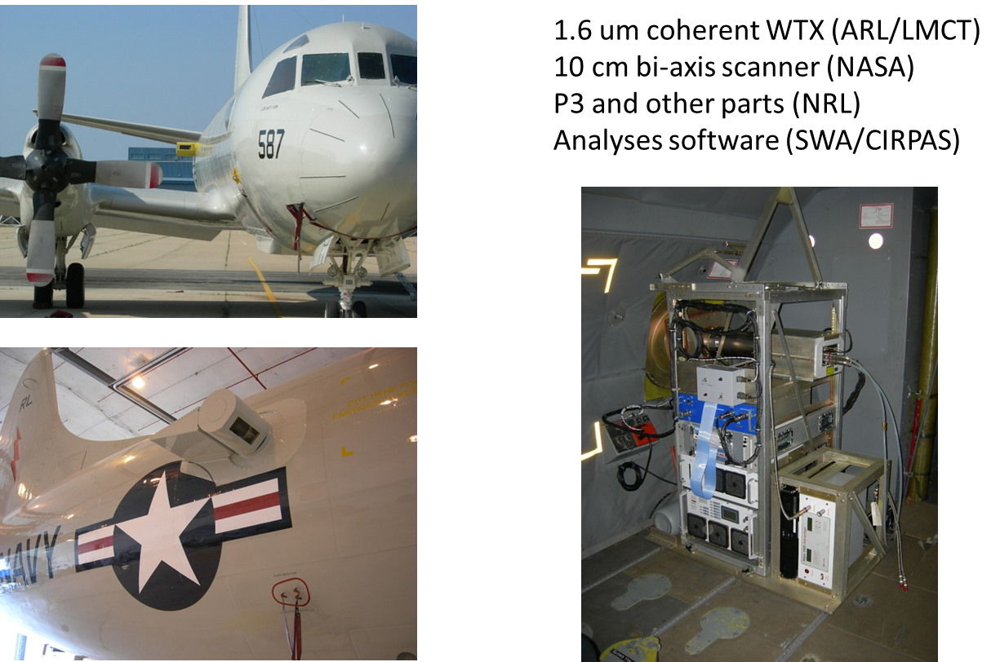 1.6 um coherent WTX (ARL/LMCT)
10 cm bi-axis scanner (NASA)
P3 and other parts (NRL)
Analyses software (SWA/CIRPAS)
587
RL
NAVY